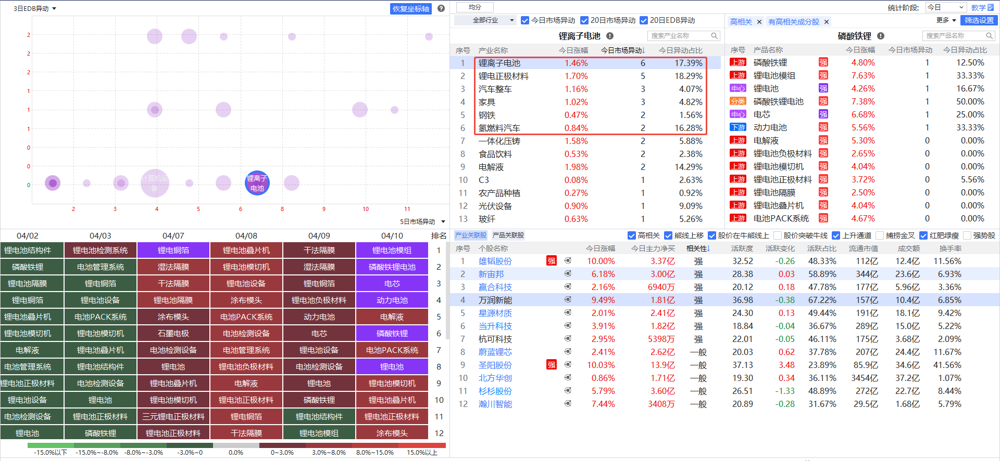 3日EDB异动
恢复坐标轴
2
2
2
1
1
1
0
0
0
计算机设备
锂离子电池
2 3 4 5 6 8 9 10 11
5日市场异动
均分
统计阶段: 今日 教学
全部行业 今日市场异动 20日市场异动 20日EDB异动
锂离子电池 搜索产业名称
序号 产业名称 今日涨幅 今日市场异动↓ 今日异动占比
1 锂离子电池 1.46% 6 17.39%
2 锂电正极材料 1.70% 5 18.29%
3 汽车整车 1.16% 3 4.07%
4 家具 1.02% 3 4.82%
5 钢铁 0.47% 2 1.56%
6 氢燃料汽车 0.84% 2 16.28%
7 一体化压铸 1.58% 2 5.88%
8 食品饮料 0.53% 2 2.38%
9 电解液 1.98% 2 14.29%
10 C3 0.08% 1 2.63%
11 农产品种植 0.27% 1 0.92%
12 光伏设备 0.90% 1 9.09%
13 玻纤 0.63% 1 5.26%
高相关 × 有高相关成分股 × 更多 筛选设置
磷酸铁锂 搜索产品名称
序号 产品名称 今日涨幅 今日市场异动 今日异动占比
上游 磷酸铁锂 强 4.80% 1 12.50%
上游 锂电池模组 强 7.63% 1 33.33%
中心 锂电池 强 4.26% 1 16.67%
分类 磷酸铁锂电池 强 7.38% 1 50.00%
中心 电芯 强 6.68% 1 25.00%
下游 动力电池 强 5.56% 1 33.33%
上游 电解液 强 5.30% 0 0.00%
上游 锂电池负极材料 强 2.65% 0 0.00%
上游 锂电池模切机 强 4.04% 0 0.00%
上游 锂电池正极材料 强 3.72% 0 5.56%
上游 锂电池隔膜 强 2.50% 0 0.00%
上游 锂电池叠片机 强 4.04% 0 0.00%
上游 电池PACK系统 强 4.67% 0 0.00%
04/02 04/03 04/07 04/08 04/09 04/10 排名
锂电池结构件 锂电池检测系统 锂电铜箔 锂电池叠片机 干法隔膜 锂电池模组 1
磷酸铁锂 电池管理系统 湿法隔膜 锂电池模切机 湿法隔膜 磷酸铁锂电池 2
锂电池隔膜 锂电铜箔 干法隔膜 锂电池设备 锂电铜箔 电芯 3
锂电铜箔 锂电池设备 锂电池隔膜 涂布模头 锂电池负极材料 动力电池 4
锂电池叠片机 电池PACK系统 涂布模头 电池PACK系统 动力电池 电解液 5
锂电池模切机 锂电池模切机 石墨电极 电池检测设备 电芯 磷酸铁锂 6
电解液 锂电池叠片机 电池检测设备 电池管理系统 锂电池设备 电池PACK系统 7
电池管理系统 锂电池结构件 锂电池 锂电池负极材料 电池检测设备 锂电池 8
锂电池正极材料 电池检测设备 锂电池叠片机 电解液 锂电池 锂电池模切机 9
锂电池设备 锂电池 锂电池模切机 锂电池正极材料 磷酸铁锂 锂电池叠片机 10
电池检测设备 锂电池正极材料 三元锂电正极材料 锂电铜箔 锂电池结构件 锂电池正极材料 11
锂电池 磷酸铁锂 锂电池正极材料 干法隔膜 锂电池模组 涂布模头 12
-15.0%以下 -15.0%~-8.0% -8.0%~-3.0% -3.0%~0 0.0% 0~3.0% 3.0%~8.0% 8.0%~15.0% 15.0%以上
产业关联股 产品关联股 高相关 能线上移 股价在牛能线上 股价突破牛线 上升通道 捕捞金叉 红肥绿瘦 强势股
序号 个股名称 今日涨幅 今日主力净买 相关性↓ 活跃度 活跃变化 活跃占比 流通市值 成交额 换手率
1 雄韬股份 强 10.00% 3.37亿 强 32.52 -0.26 48.33% 112亿 12.4亿 11.56%
2 新宙邦 6.18% 3.00亿 强 28.38 0.03 58.89% 344亿 23.6亿 6.93%
3 赢合科技 2.16% 6940万 强 20.12 0.18 47.78% 177亿 5.96亿 3.36%
4 万润新能 9.49% 1.81亿 强 36.98 -0.38 67.22% 157亿 10.4亿 6.85%
5 星源材质 2.01% 2.41亿 强 24.30 0.13 49.44% 191亿 18.1亿 9.42%
6 当升科技 3.91% 1.82亿 强 18.84 -0.04 36.67% 289亿 15.0亿 5.22%
7 杭可科技 2.95% 5398万 强 22.01 -0.05 46.11% 175亿 3.68亿 2.09%
8 蔚蓝锂芯 2.41% 2.62亿 一般 20.03 0.62 37.78% 207亿 24.4亿 11.67%
9 圣阳股份 强 10.03% 13.9亿 一般 37.13 3.48 23.89% 85.9亿 34.6亿 41.56%
10 北方华创 0.86% 1.71亿 一般 19.30 0.34 36.11% 3454亿 37.2亿 1.07%
11 杉杉股份 5.79% 3.60亿 一般 26.51 -1.33 48.89% 272亿 22.7亿 8.44%
12 瀚川智能 7.44% 3408万 一般 20.89 -0.28 31.67% 29.5亿 1.68亿 5.79%